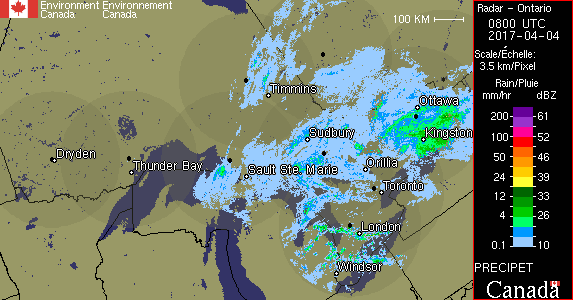 Environment Environnement
Canada Canada
100 KM
Timmins
Ottawa
Sudbury
Kingston
Dryden
Thunder Bay
Sault Ste. Marie
Orillia
Toronto
London
Windsor
Radar - Ontario
0800 UTC
2017-04-04
Scale/Échelle:
3.5 km/Pixel
Rain/Pluie
mm/hr dBZ
200 61
100 52
50 46
24 39
12 33
4 26
0.1 10
PRECIPET
Canada